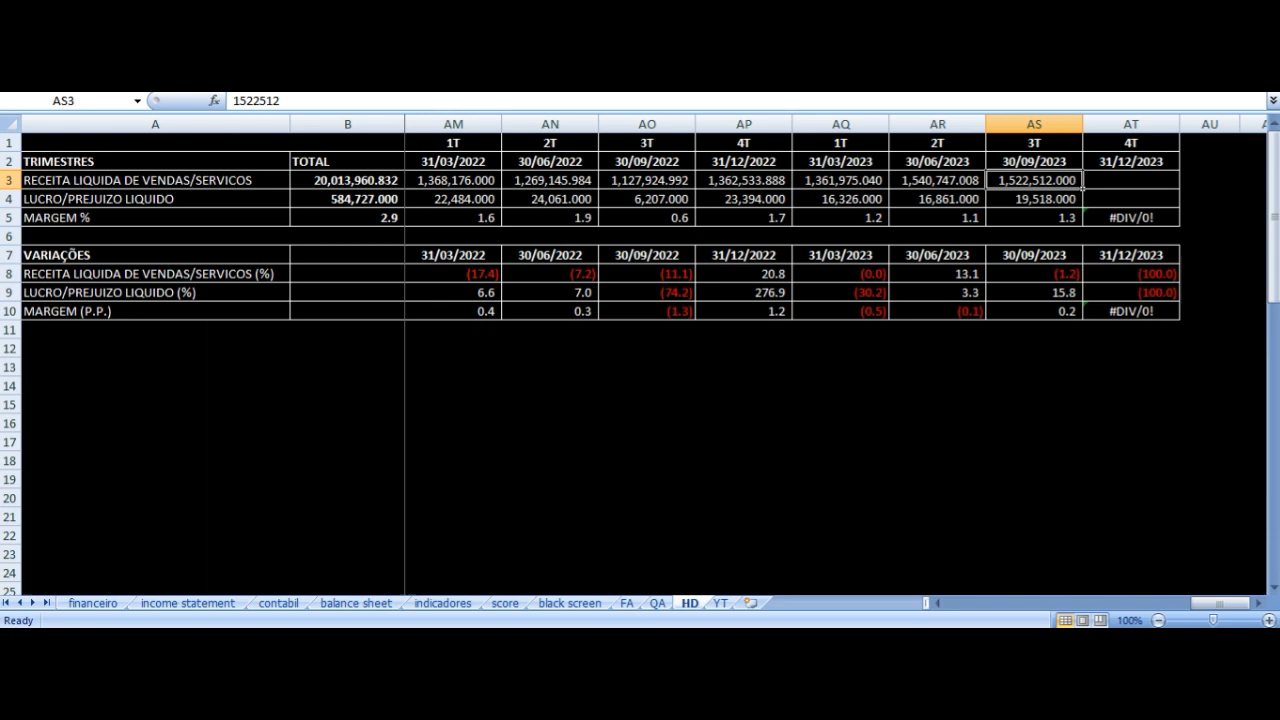 AS3 fx 1522512
A B AM AN AO AP AQ AR AS AT AU
1 1T 2T 3T 4T 1T 2T 3T 4T
2 TRIMESTRES TOTAL 31/03/2022 30/06/2022 30/09/2022 31/12/2022 31/03/2023 30/06/2023 30/09/2023 31/12/2023
3 RECEITA LIQUIDA DE VENDAS/SERVICOS 20,013,960.832 1,368,176.000 1,269,145.984 1,127,924.992 1,362,533.888 1,361,975.040 1,540,747.008 1,522,512.000
4 LUCRO/PREJUIZO LIQUIDO 584,727.000 22,484.000 24,061.000 6,207.000 23,394.000 16,326.000 16,861.000 19,518.000
5 MARGEM % 2.9 1.6 1.9 0.6 1.7 1.2 1.1 1.3 #DIV/0!
6
7 VARIAÇÕES 31/03/2022 30/06/2022 30/09/2022 31/12/2022 31/03/2023 30/06/2023 30/09/2023 31/12/2023
8 RECEITA LIQUIDA DE VENDAS/SERVICOS (%) (17.4) (7.2) (11.1) 20.8 (0.0) 13.1 (1.2) (100.0)
9 LUCRO/PREJUIZO LIQUIDO (%) 6.6 7.0 (74.2) 276.9 (30.2) 3.3 15.8 (100.0)
10 MARGEM (P.P.) 0.4 0.3 (1.3) 1.2 (0.5) (0.1) 0.2 #DIV/0!
11
12
13
14
15
16
17
18
19
20
21
22
23
24
25
financeiro income statement contabil balance sheet indicadores score black screen FA QA HD YT
Ready 100%